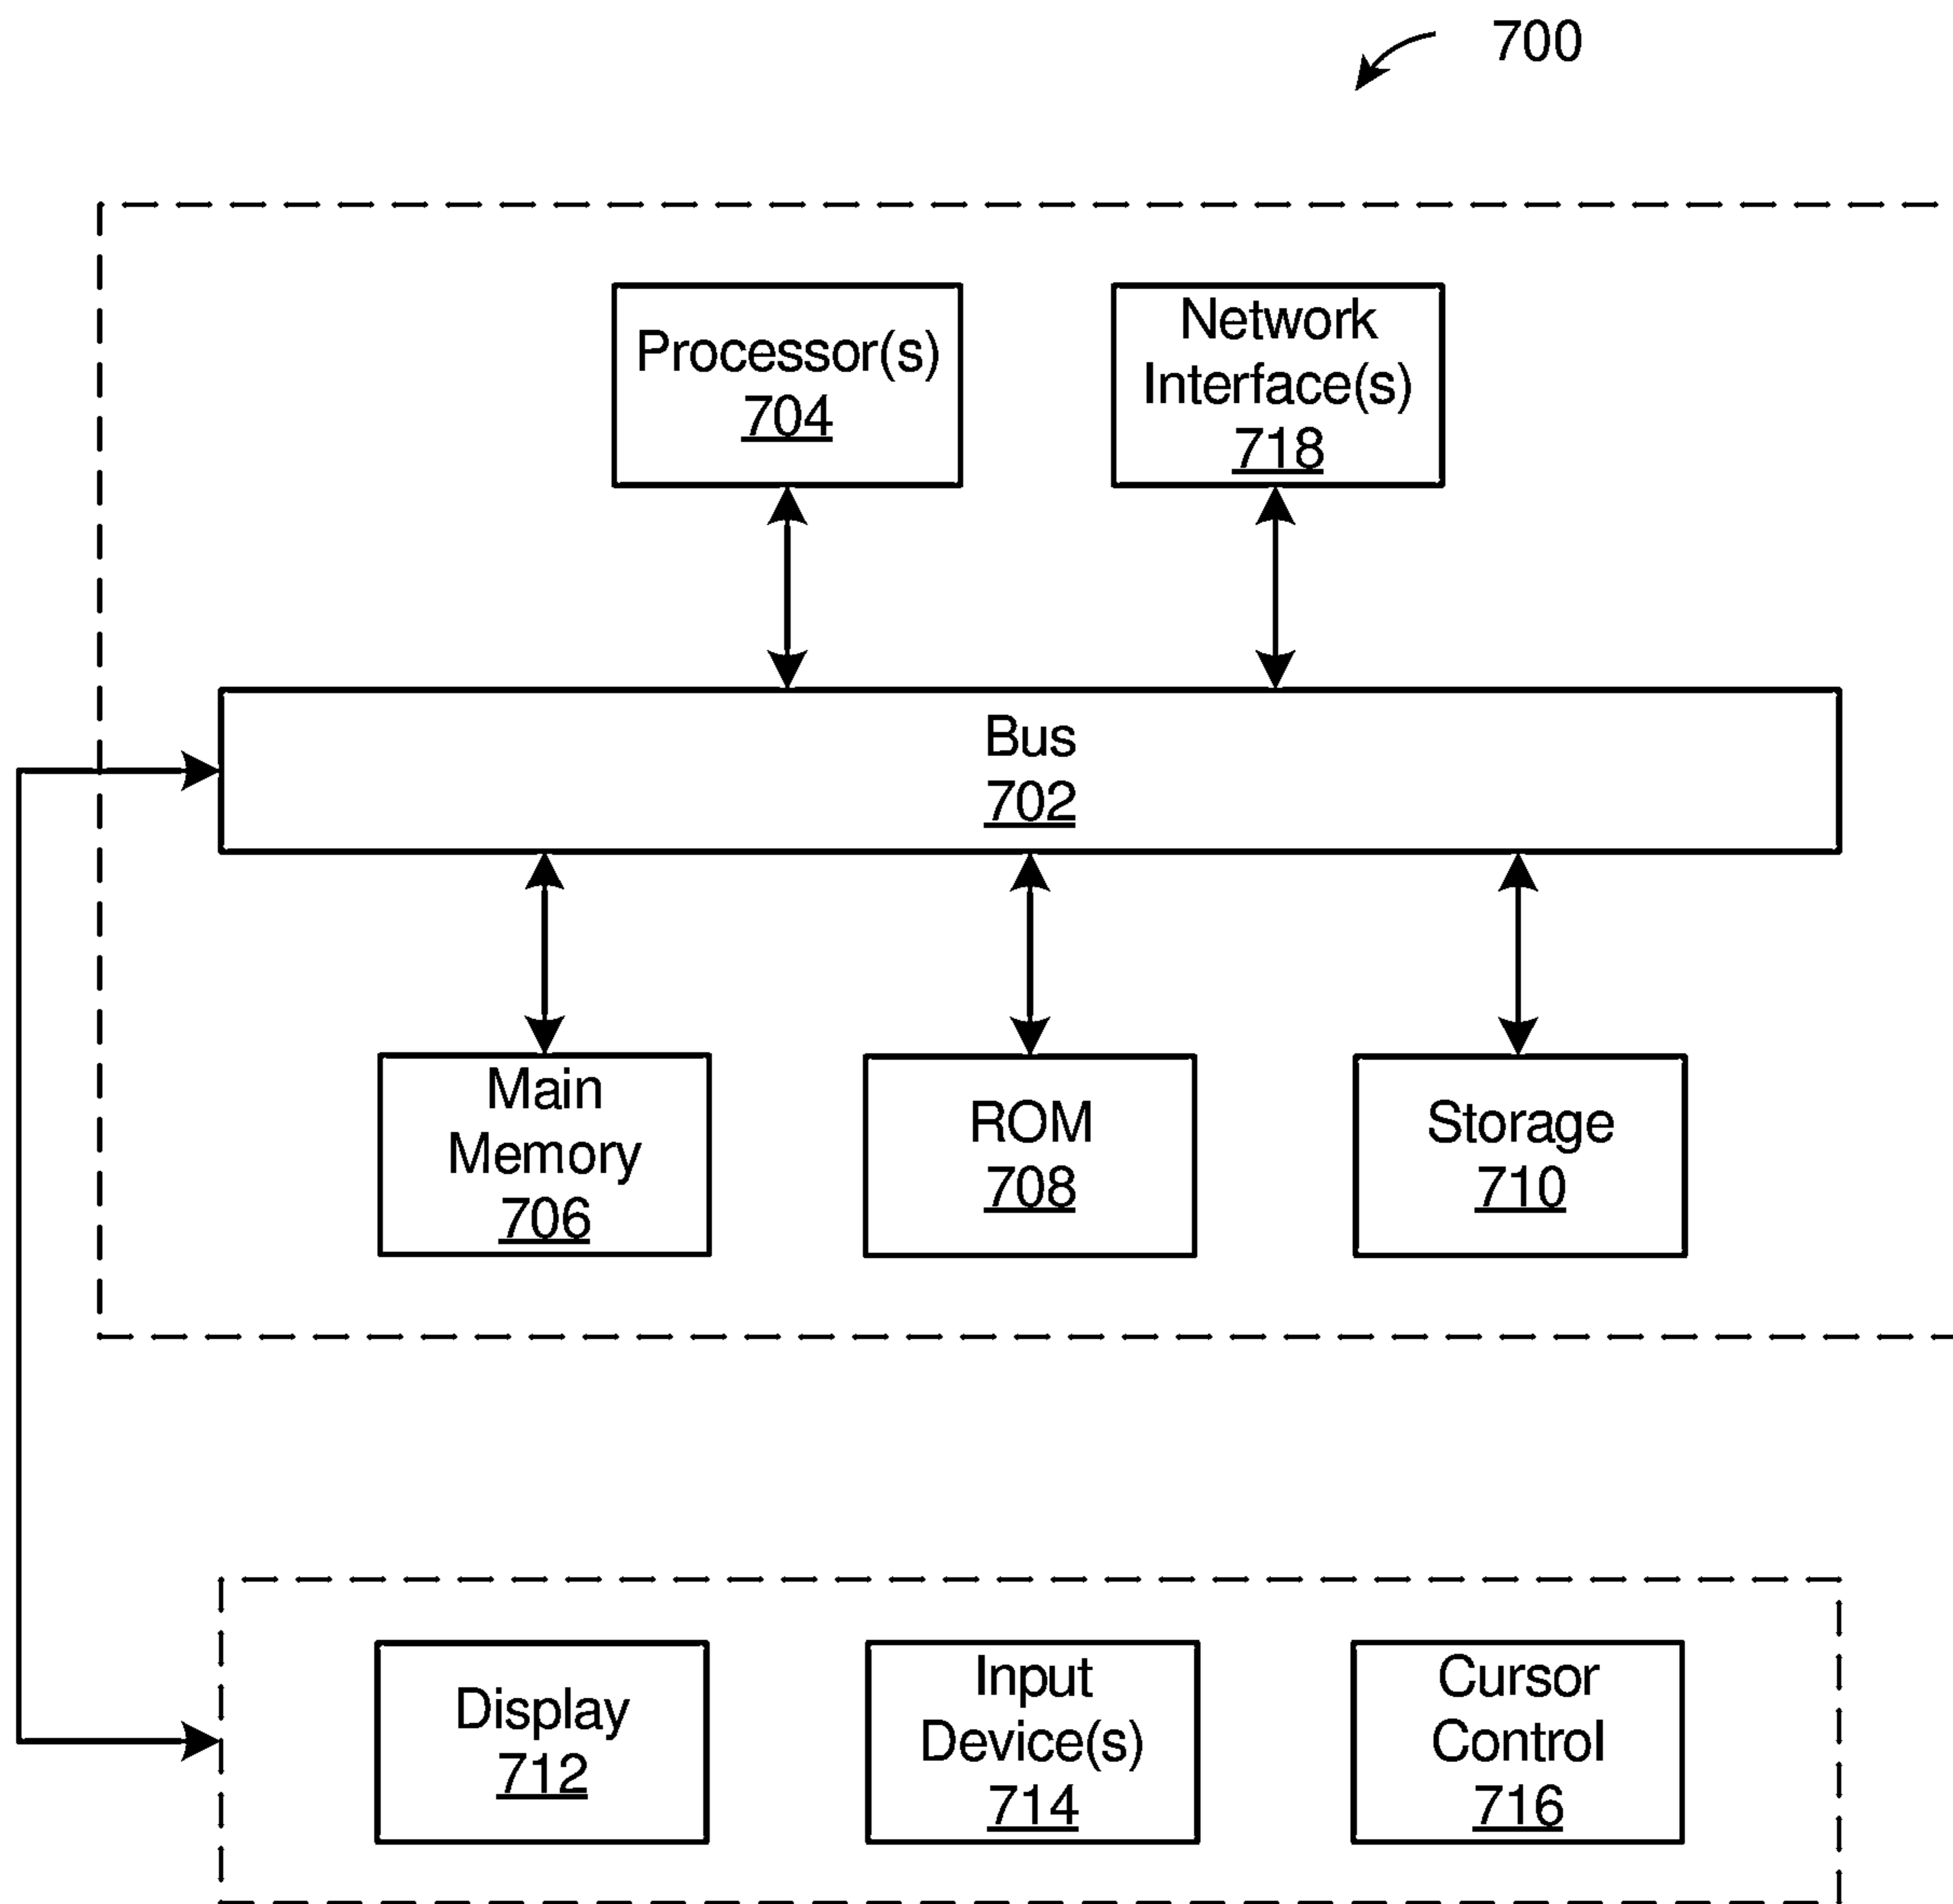 700
Processor(s)
704
Network
Interface(s)
718
Bus
702
Main
Memory
706
ROM
708
Storage
710
Display
712
Input
Device(s)
714
Cursor
Control
716